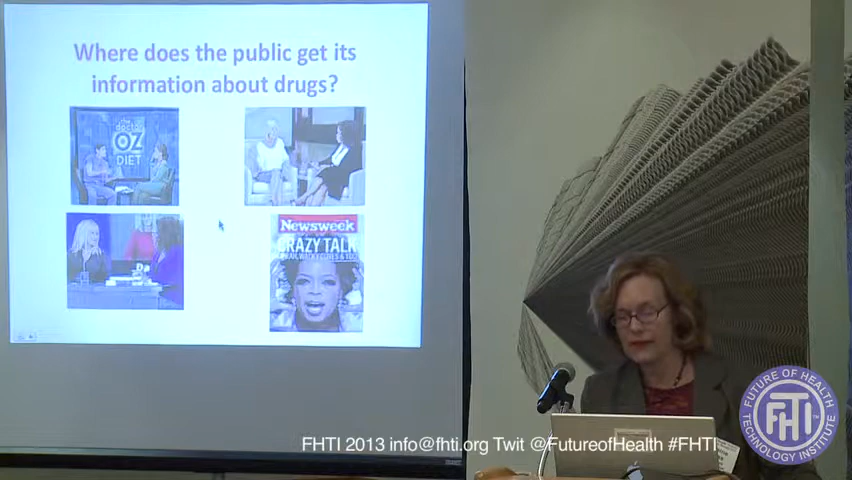 Where does the public get its
information about drugs?
the doctor
OZ
DIET
Newsweek
CRAZY TALK
FHTI 2013 info@fhti.org Twit @FutureofHealth #FHTI
FUTURE OF HEALTH
FHTI
TM
TECHNOLOGY INSTITUTE